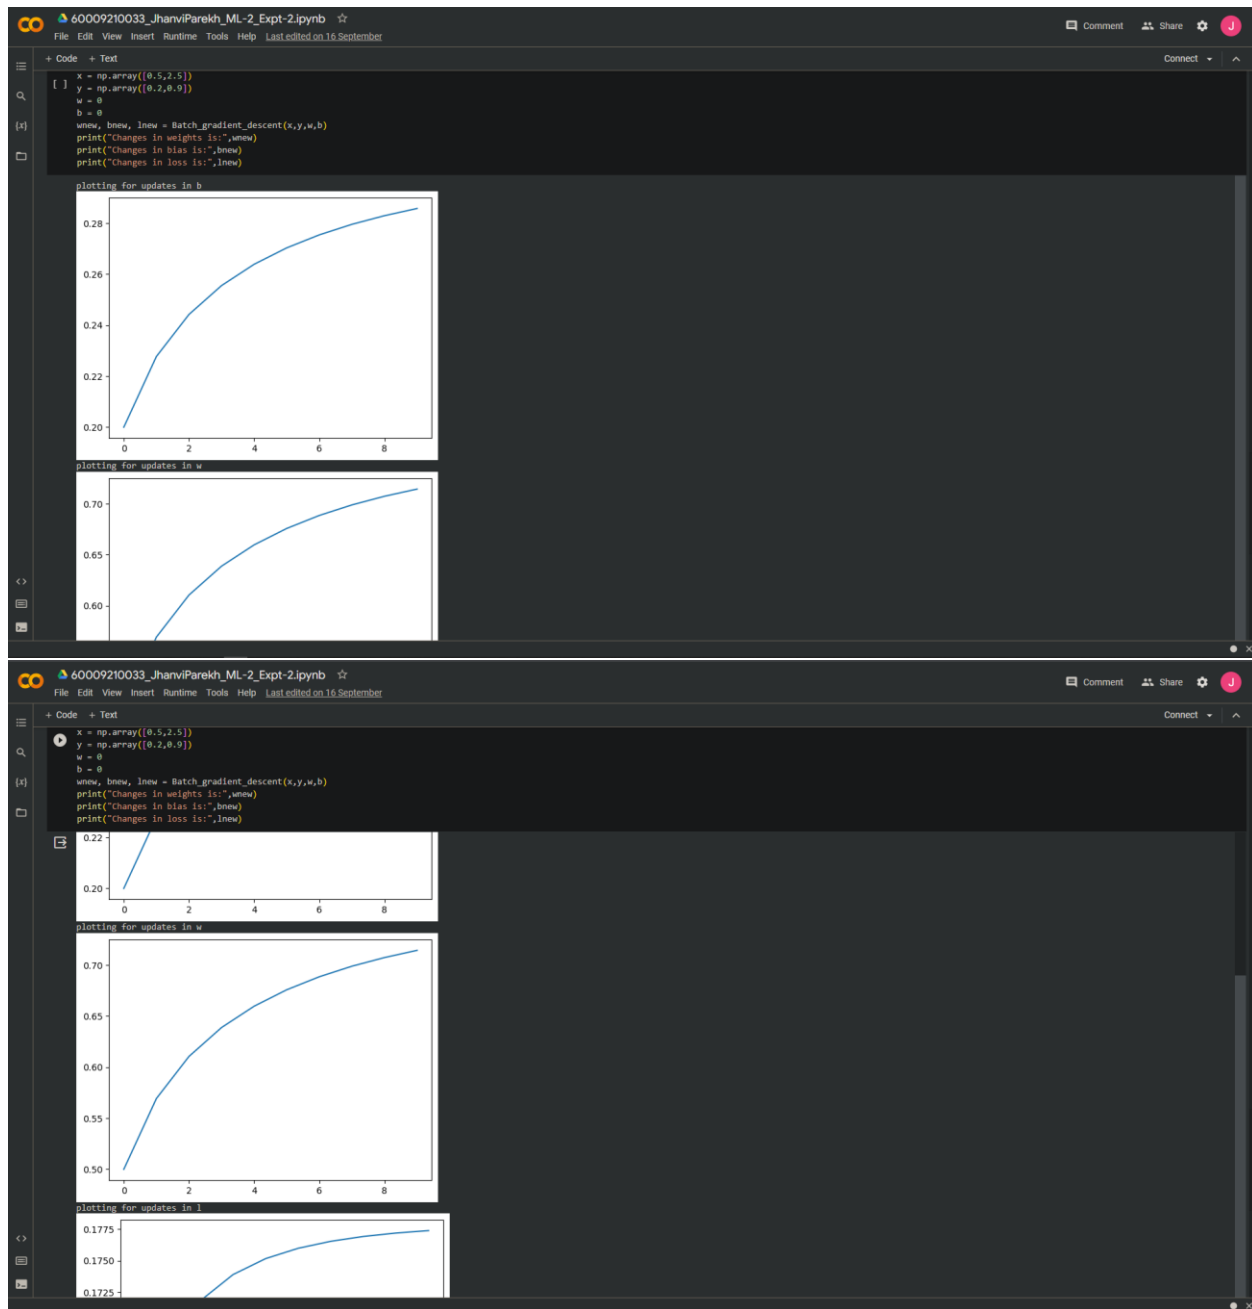 60009210033_JhanviParekh_ML-2_Expt-2.ipynb
File Edit View Insert Runtime Tools Help Last edited on 16 September
Comment Share J
+ Code + Text
Connect
[ ]
x = np.array([0.5,2.5])
y = np.array([0.2,0.9])
w = 0
b = 0
wnew, bnew, lnew = Batch_gradient_descent(x,y,w,b)
print("Changes in weights is:",wnew)
print("Changes in bias is:",bnew)
print("Changes in loss is:",lnew)
{x}
plotting for updates in b
0.28
0.26
0.24
0.22
0.20
0 2 4 6 8
plotting for updates in w
0.70
0.65
0.60
<>
60009210033_JhanviParekh_ML-2_Expt-2.ipynb
File Edit View Insert Runtime Tools Help Last edited on 16 September
Comment Share J
+ Code + Text
Connect
x = np.array([0.5,2.5])
y = np.array([0.2,0.9])
w = 0
b = 0
wnew, bnew, lnew = Batch_gradient_descent(x,y,w,b)
print("Changes in weights is:",wnew)
print("Changes in bias is:",bnew)
print("Changes in loss is:",lnew)
{x}
0.22
0.20
0 2 4 6 8
plotting for updates in w
0.70
0.65
0.60
0.55
0.50
0 2 4 6 8
plotting for updates in l
0.1775
0.1750
0.1725
<>